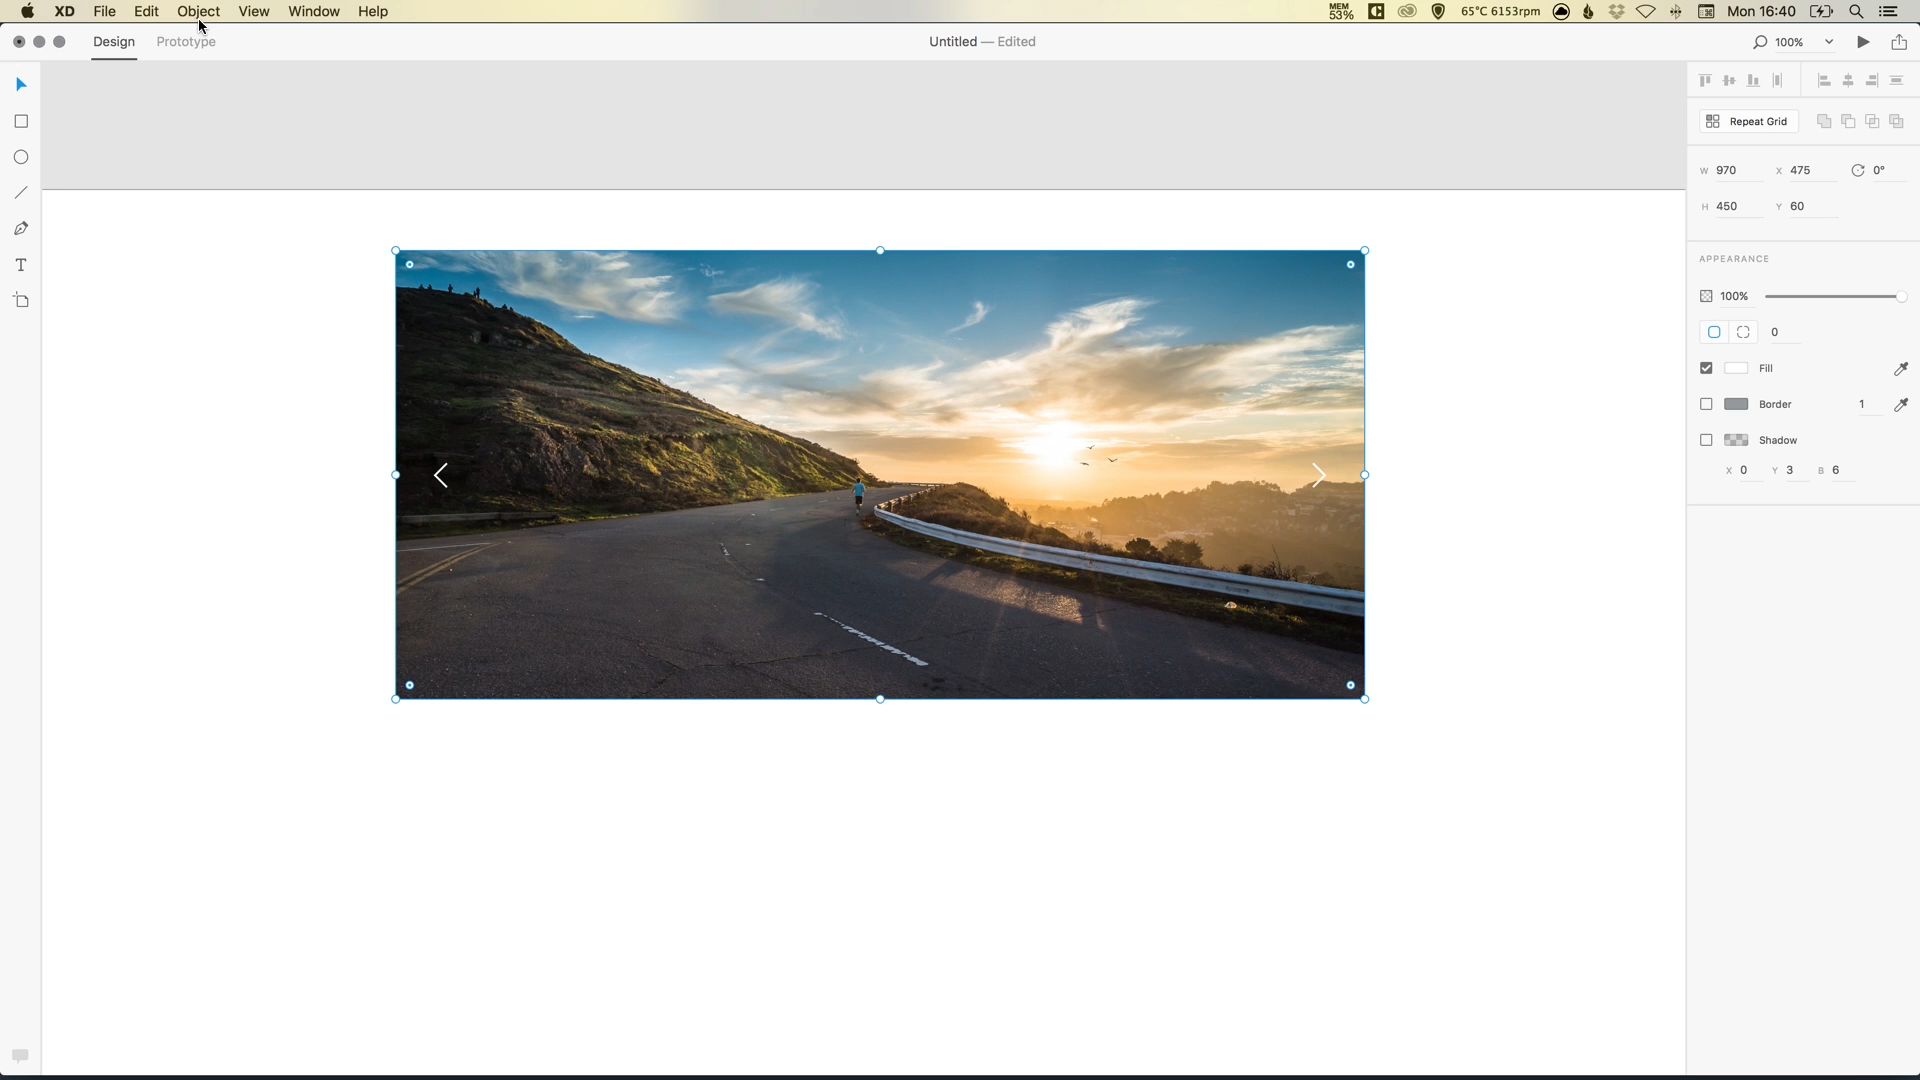 XD File Edit Object View Window Help
MEM 53% 65°C 6153rpm Mon 16:40
Design Prototype
Untitled — Edited
100%
Repeat Grid
W 970 X 475 0°
H 450 Y 60
APPEARANCE
100%
0
Fill
Border 1
Shadow
X 0 Y 3 B 6
T